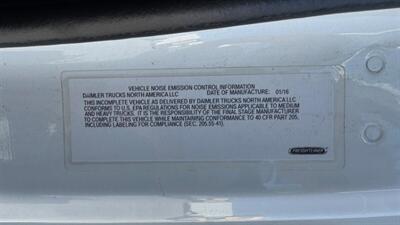 VEHICLE NOISE EMISSION CONTROL INFORMATION
DAIMLER TRUCKS NORTH AMERICA LLC DATE OF MANUFACTURE: 01/16
THIS INCOMPLETE VEHICLE AS DELIVERED BY DAIMLER TRUCKS NORTH AMERICA LLC
CONFORMS TO U.S. EPA REGULATIONS FOR NOISE EMISSIONS APPLICABLE TO MEDIUM
AND HEAVY TRUCKS. IT IS THE RESPONSIBILITY OF THE FINAL STAGE MANUFACTURER
TO COMPLETE THIS VEHICLE WHILE MAINTAINING CONFORMANCE TO 40 CFR PART 205,
INCLUDING LABELING FOR COMPLIANCE (SEC. 205.55-41).
FREIGHTLINER